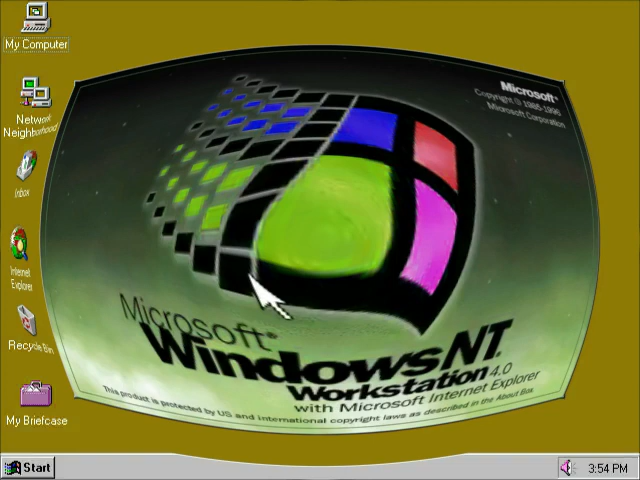 My Computer
Network
Neighborhood
Inbox
Internet
Explorer
Recycle Bin
My Briefcase
Microsoft®
Copyright © 1985-1996
Microsoft Corporation
Microsoft®
Windows NT®
Workstation 4.0
with Microsoft Internet Explorer
This product is protected by US and international copyright laws as described in the About Box.
Start
3:54 PM